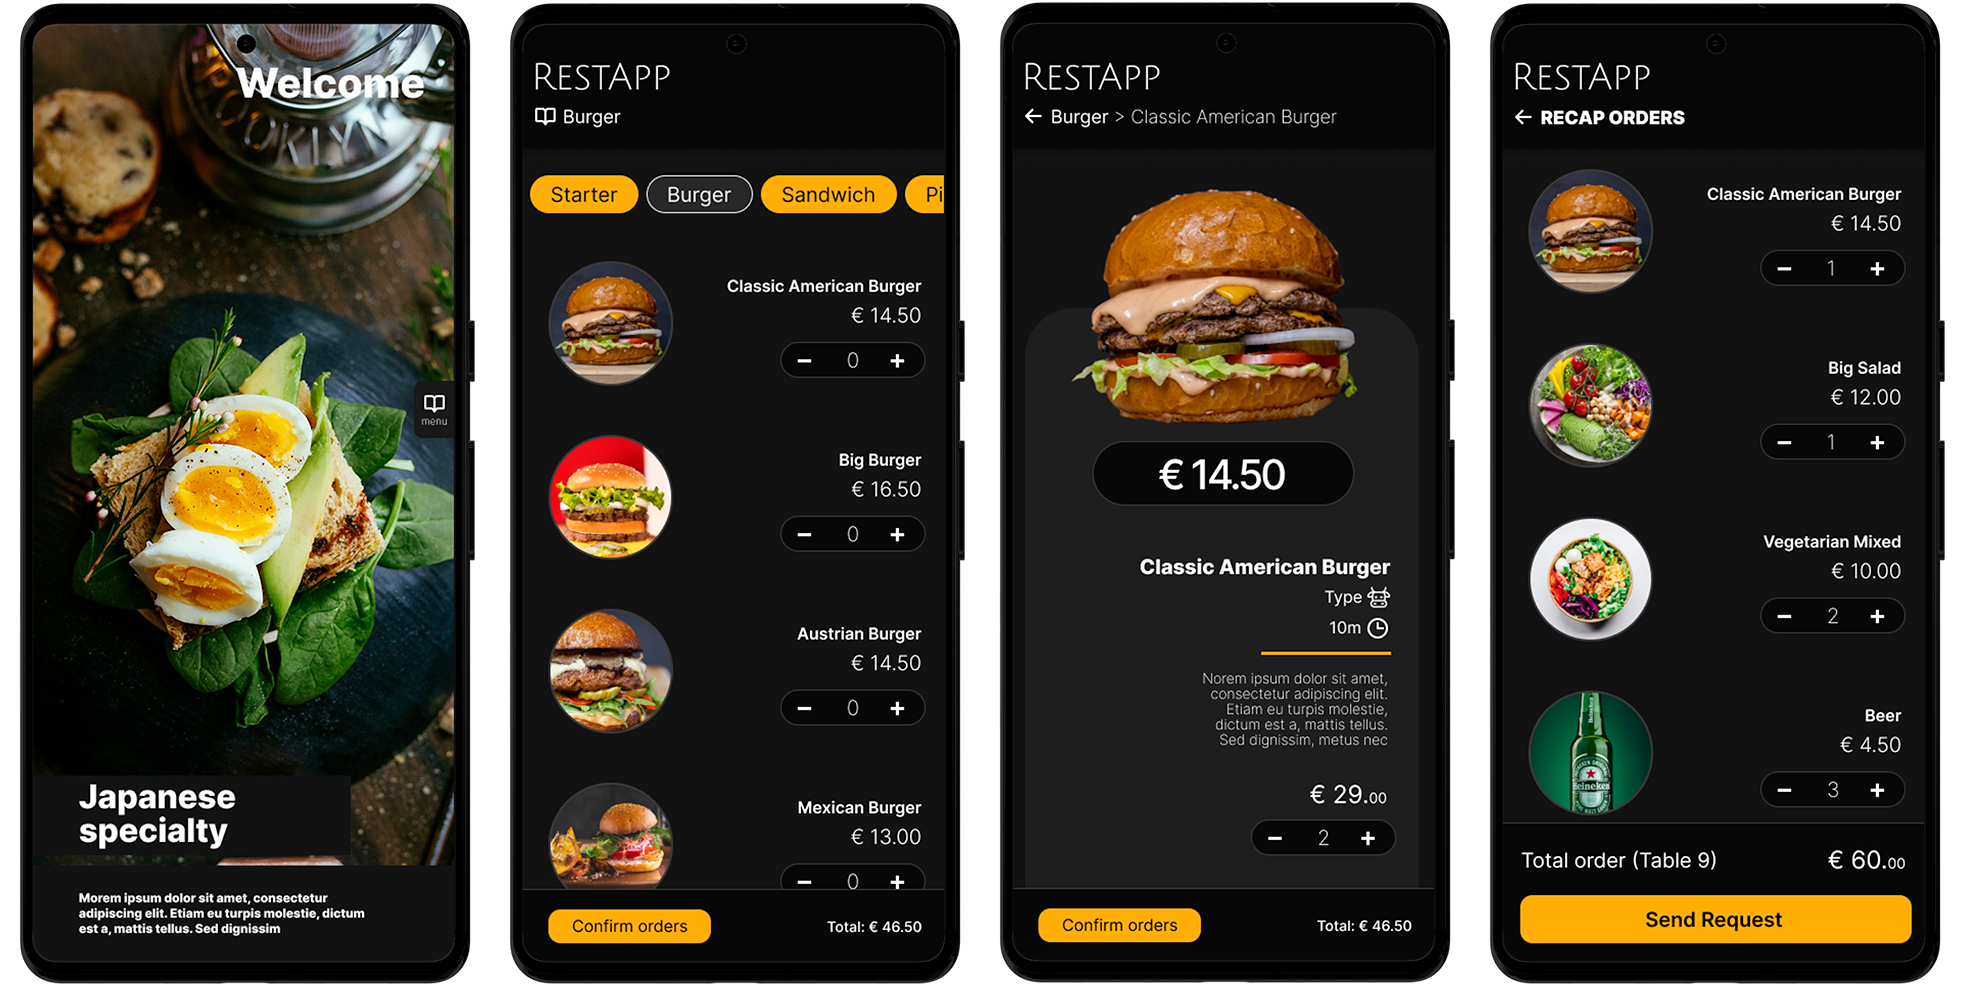 Welcome
menu
Japanese
specialty
Morem ipsum dolor sit amet, consectetur
adipiscing elit. Etiam eu turpis molestie, dictum
est a, mattis tellus. Sed dignissim
RESTAPP
Burger
Starter
Burger
Sandwich
Pi
Classic American Burger
€ 14.50
− 0 +
Big Burger
€ 16.50
− 0 +
Austrian Burger
€ 14.50
− 0 +
Mexican Burger
€ 13.00
− 0 +
Confirm orders
Total: € 46.50
RESTAPP
← Burger > Classic American Burger
€ 14.50
Classic American Burger
Type
10m
Norem ipsum dolor sit amet,
consectetur adipiscing elit.
Etiam eu turpis molestie,
dictum est a, mattis tellus.
Sed dignissim, metus nec
€ 29.00
− 2 +
Confirm orders
Total: € 46.50
RESTAPP
← RECAP ORDERS
Classic American Burger
€ 14.50
− 1 +
Big Salad
€ 12.00
− 1 +
Vegetarian Mixed
€ 10.00
− 2 +
Beer
€ 4.50
− 3 +
Heineken
Total order (Table 9)
€ 60.00
Send Request